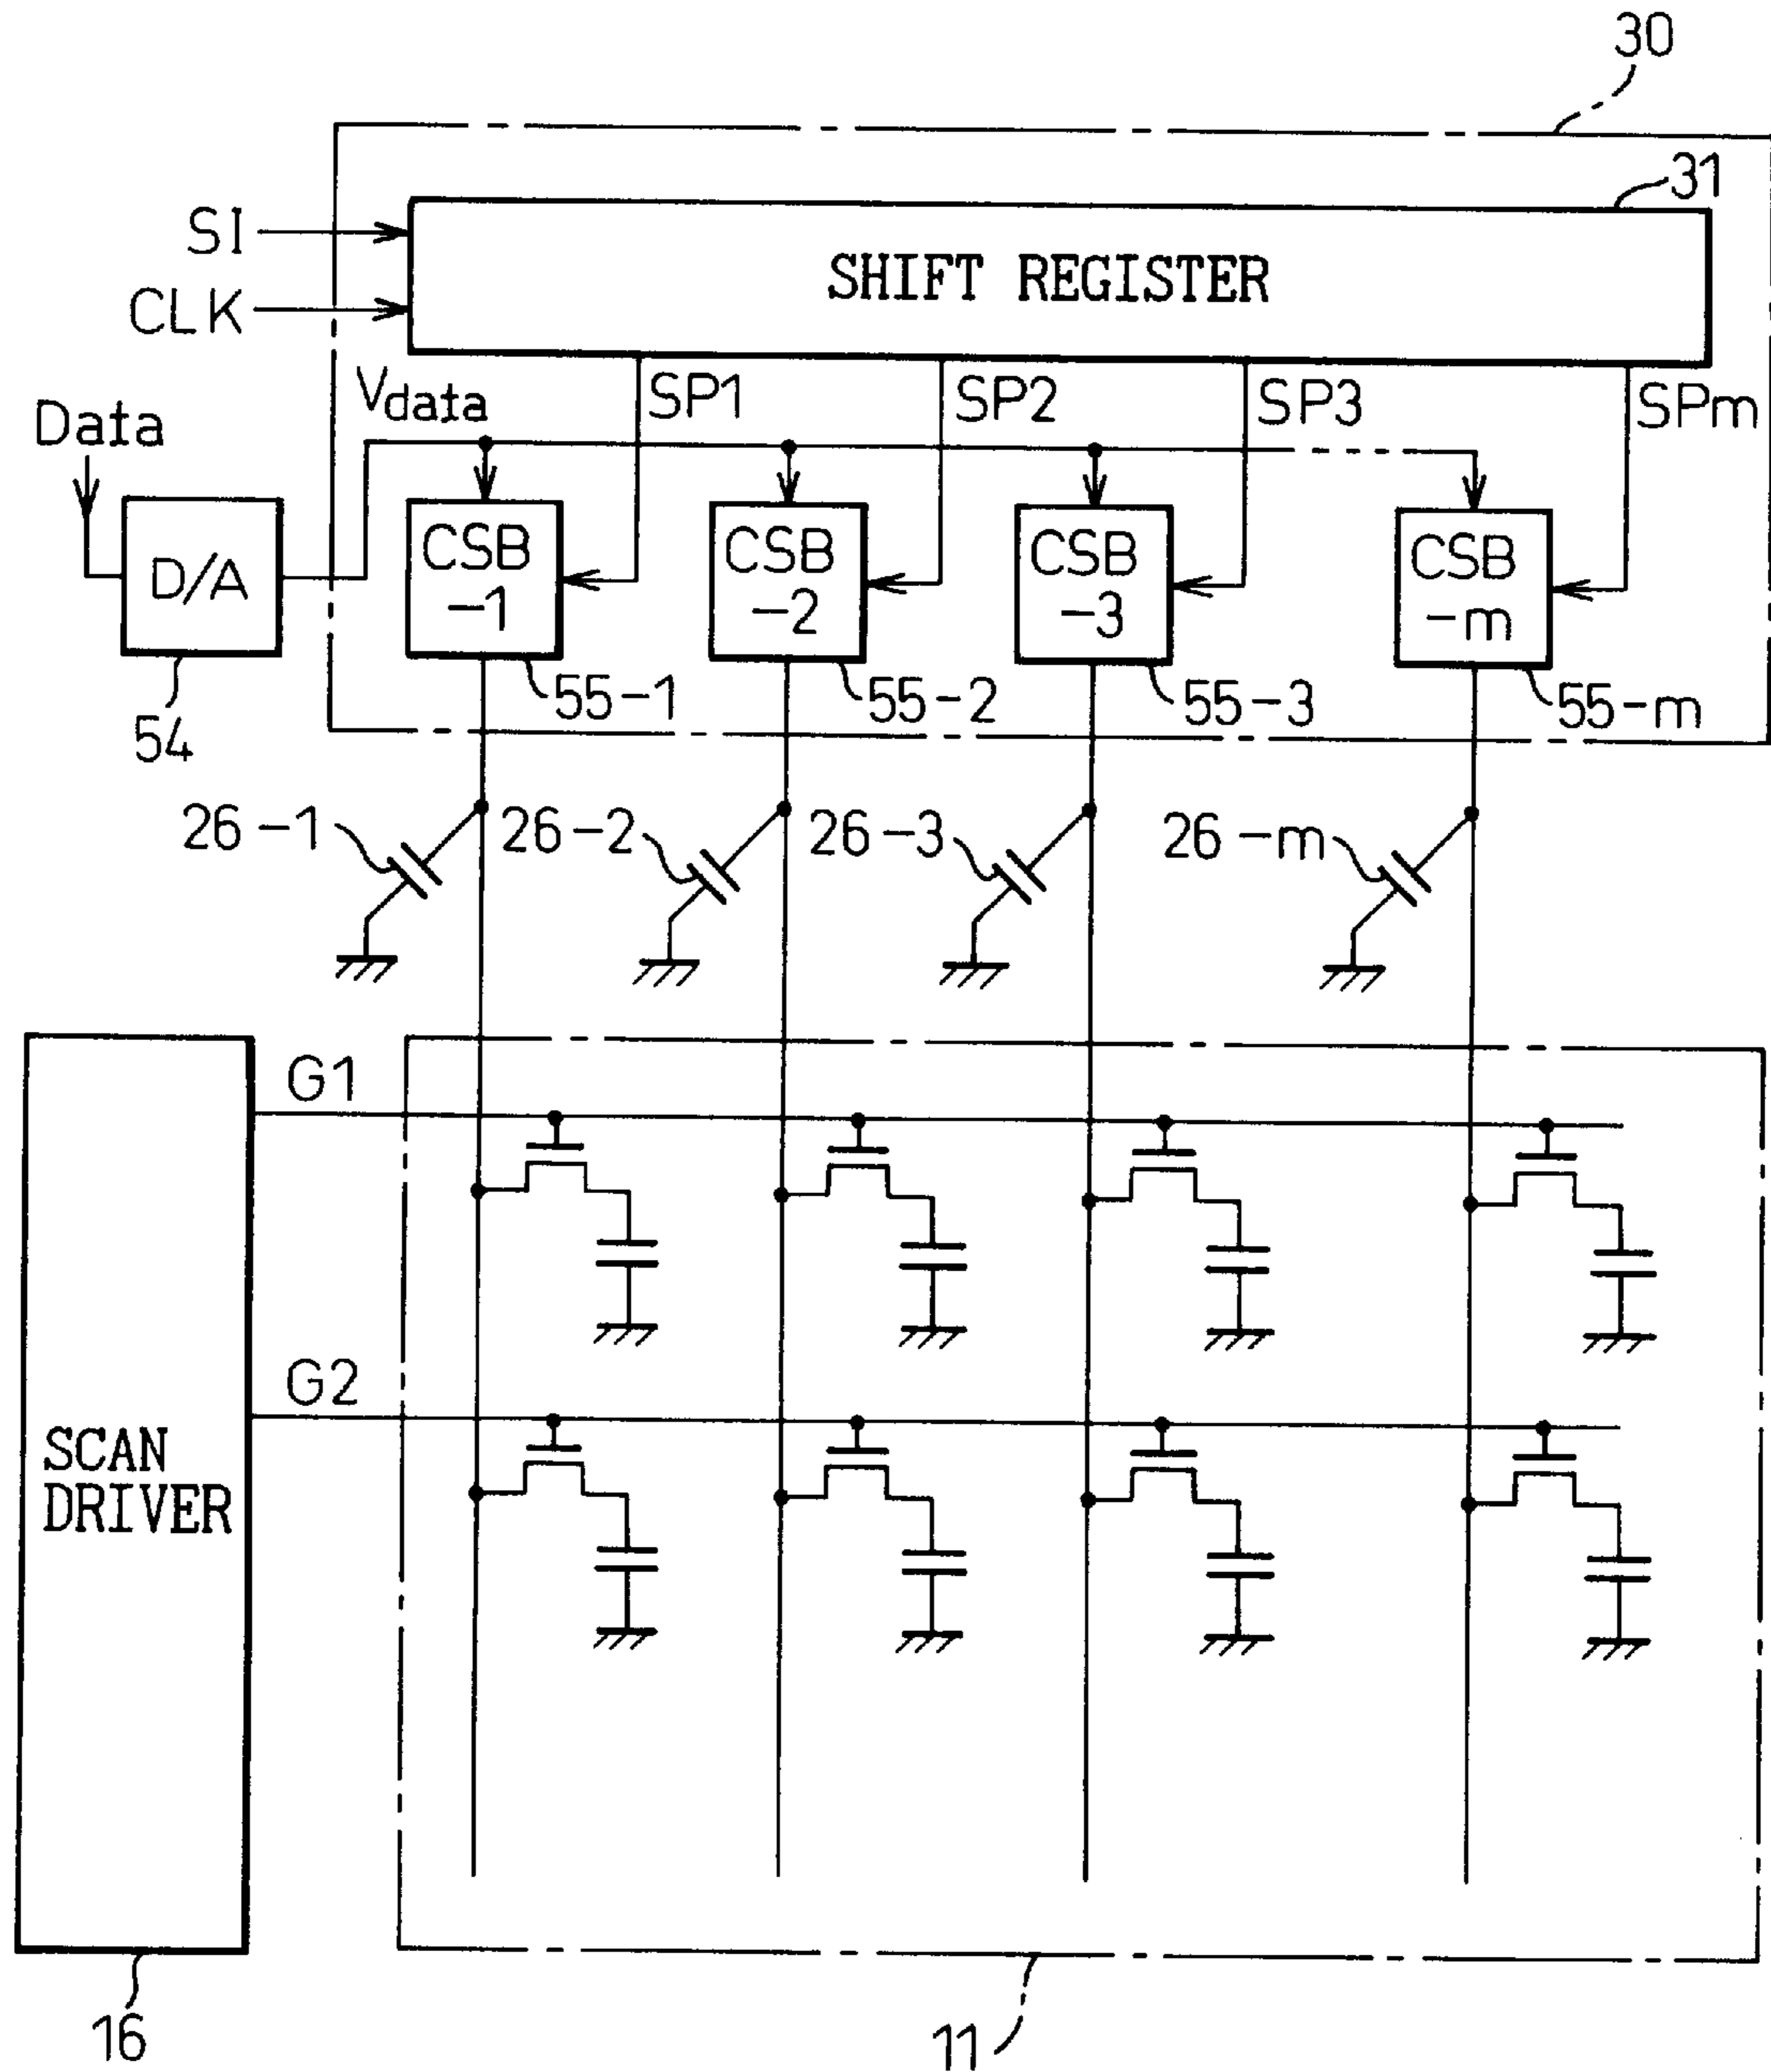 30
31
SI
SHIFT REGISTER
CLK
Vdata
SP1
SP2
SP3
SPm
Data
D/A
CSB
-1
CSB
-2
CSB
-3
CSB
-m
54
55-1
55-2
55-3
55-m
26-1
26-2
26-3
26-m
G1
G2
SCAN
DRIVER
16
11